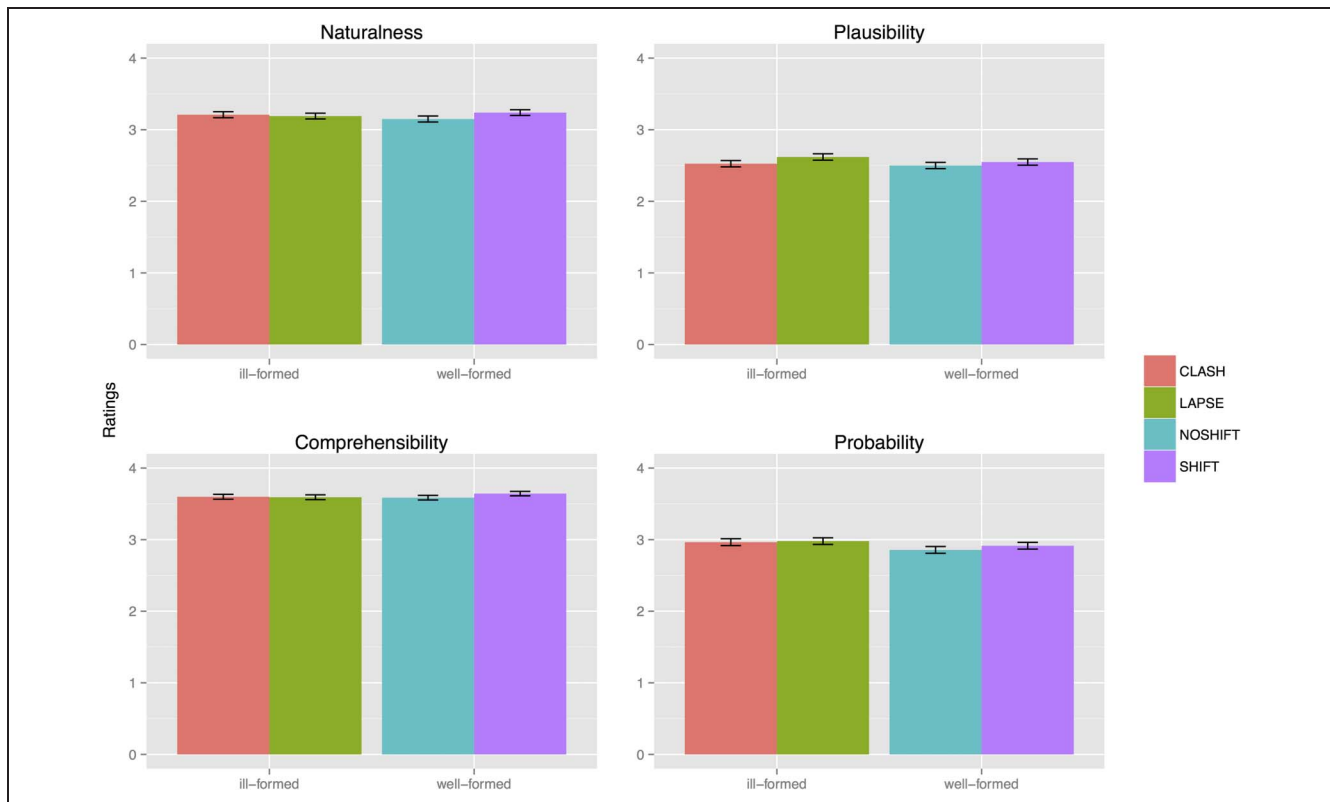 Naturalness
4
3
2
1
0
ill-formed well-formed
Plausibility
4
3
2
1
0
ill-formed well-formed
Ratings
Comprehensibility
4
3
2
1
0
ill-formed well-formed
Probability
4
3
2
1
0
ill-formed well-formed
CLASH
LAPSE
NOSHIFT
SHIFT